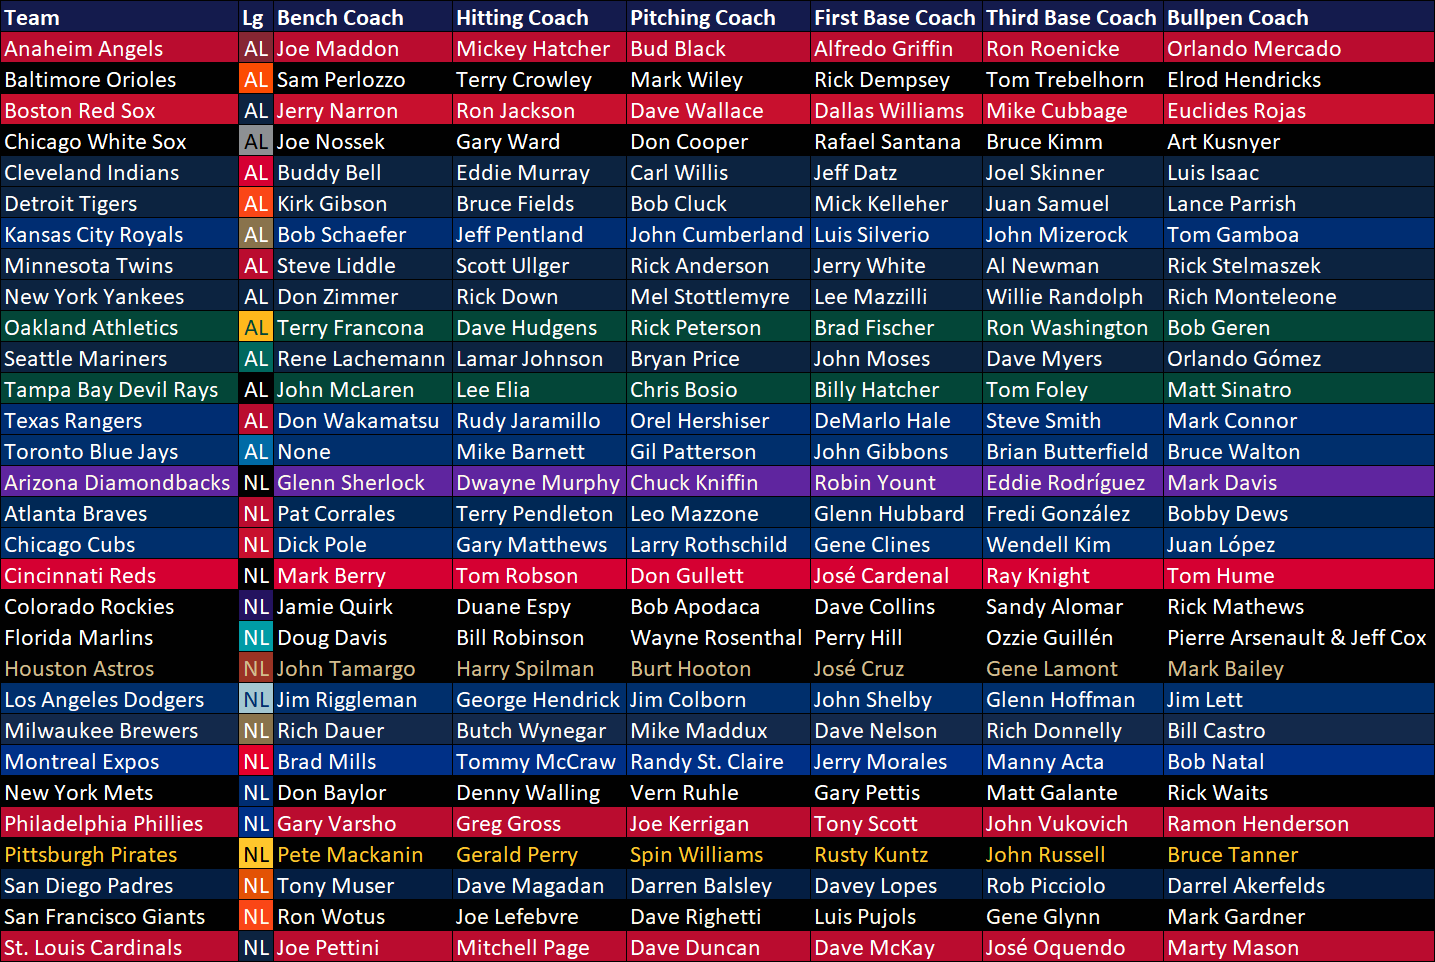 Team Lg Bench Coach Hitting Coach Pitching Coach First Base Coach Third Base Coach Bullpen Coach
Anaheim Angels AL Joe Maddon Mickey Hatcher Bud Black Alfredo Griffin Ron Roenicke Orlando Mercado
Baltimore Orioles AL Sam Perlozzo Terry Crowley Mark Wiley Rick Dempsey Tom Trebelhorn Elrod Hendricks
Boston Red Sox AL Jerry Narron Ron Jackson Dave Wallace Dallas Williams Mike Cubbage Euclides Rojas
Chicago White Sox AL Joe Nossek Gary Ward Don Cooper Rafael Santana Bruce Kimm Art Kusnyer
Cleveland Indians AL Buddy Bell Eddie Murray Carl Willis Jeff Datz Joel Skinner Luis Isaac
Detroit Tigers AL Kirk Gibson Bruce Fields Bob Cluck Mick Kelleher Juan Samuel Lance Parrish
Kansas City Royals AL Bob Schaefer Jeff Pentland John Cumberland Luis Silverio John Mizerock Tom Gamboa
Minnesota Twins AL Steve Liddle Scott Ullger Rick Anderson Jerry White Al Newman Rick Stelmaszek
New York Yankees AL Don Zimmer Rick Down Mel Stottlemyre Lee Mazzilli Willie Randolph Rich Monteleone
Oakland Athletics AL Terry Francona Dave Hudgens Rick Peterson Brad Fischer Ron Washington Bob Geren
Seattle Mariners AL Rene Lachemann Lamar Johnson Bryan Price John Moses Dave Myers Orlando Gómez
Tampa Bay Devil Rays AL John McLaren Lee Elia Chris Bosio Billy Hatcher Tom Foley Matt Sinatro
Texas Rangers AL Don Wakamatsu Rudy Jaramillo Orel Hershiser DeMarlo Hale Steve Smith Mark Connor
Toronto Blue Jays AL None Mike Barnett Gil Patterson John Gibbons Brian Butterfield Bruce Walton
Arizona Diamondbacks NL Glenn Sherlock Dwayne Murphy Chuck Kniffin Robin Yount Eddie Rodríguez Mark Davis
Atlanta Braves NL Pat Corrales Terry Pendleton Leo Mazzone Glenn Hubbard Fredi González Bobby Dews
Chicago Cubs NL Dick Pole Gary Matthews Larry Rothschild Gene Clines Wendell Kim Juan López
Cincinnati Reds NL Mark Berry Tom Robson Don Gullett José Cardenal Ray Knight Tom Hume
Colorado Rockies NL Jamie Quirk Duane Espy Bob Apodaca Dave Collins Sandy Alomar Rick Mathews
Florida Marlins NL Doug Davis Bill Robinson Wayne Rosenthal Perry Hill Ozzie Guillén Pierre Arsenault & Jeff Cox
Houston Astros NL John Tamargo Harry Spilman Burt Hooton José Cruz Gene Lamont Mark Bailey
Los Angeles Dodgers NL Jim Riggleman George Hendrick Jim Colborn John Shelby Glenn Hoffman Jim Lett
Milwaukee Brewers NL Rich Dauer Butch Wynegar Mike Maddux Dave Nelson Rich Donnelly Bill Castro
Montreal Expos NL Brad Mills Tommy McCraw Randy St. Claire Jerry Morales Manny Acta Bob Natal
New York Mets NL Don Baylor Denny Walling Vern Ruhle Gary Pettis Matt Galante Rick Waits
Philadelphia Phillies NL Gary Varsho Greg Gross Joe Kerrigan Tony Scott John Vukovich Ramon Henderson
Pittsburgh Pirates NL Pete Mackanin Gerald Perry Spin Williams Rusty Kuntz John Russell Bruce Tanner
San Diego Padres NL Tony Muser Dave Magadan Darren Balsley Davey Lopes Rob Picciolo Darrel Akerfelds
San Francisco Giants NL Ron Wotus Joe Lefebvre Dave Righetti Luis Pujols Gene Glynn Mark Gardner
St. Louis Cardinals NL Joe Pettini Mitchell Page Dave Duncan Dave McKay José Oquendo Marty Mason